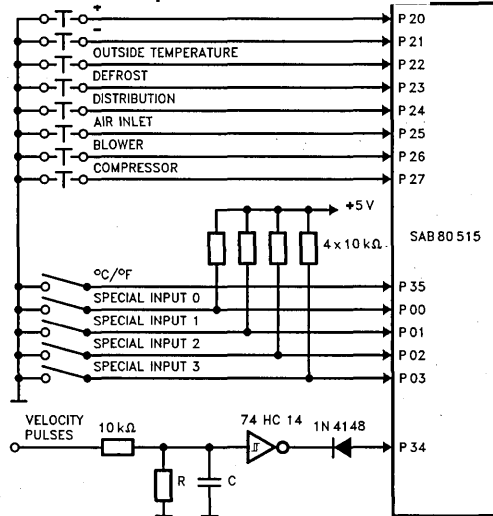 +
P 20
−
P 21
OUTSIDE TEMPERATURE
P 22
DEFROST
P 23
DISTRIBUTION
P 24
AIR INLET
P 25
BLOWER
P 26
COMPRESSOR
P 27
+5 V
SAB 80 515
4 x 10 kΩ
°C/°F
P 35
SPECIAL INPUT 0
P 00
SPECIAL INPUT 1
P 01
SPECIAL INPUT 2
P 02
SPECIAL INPUT 3
P 03
VELOCITY
PULSES
10 kΩ
74 HC 14
1N 4148
P 34
R
C